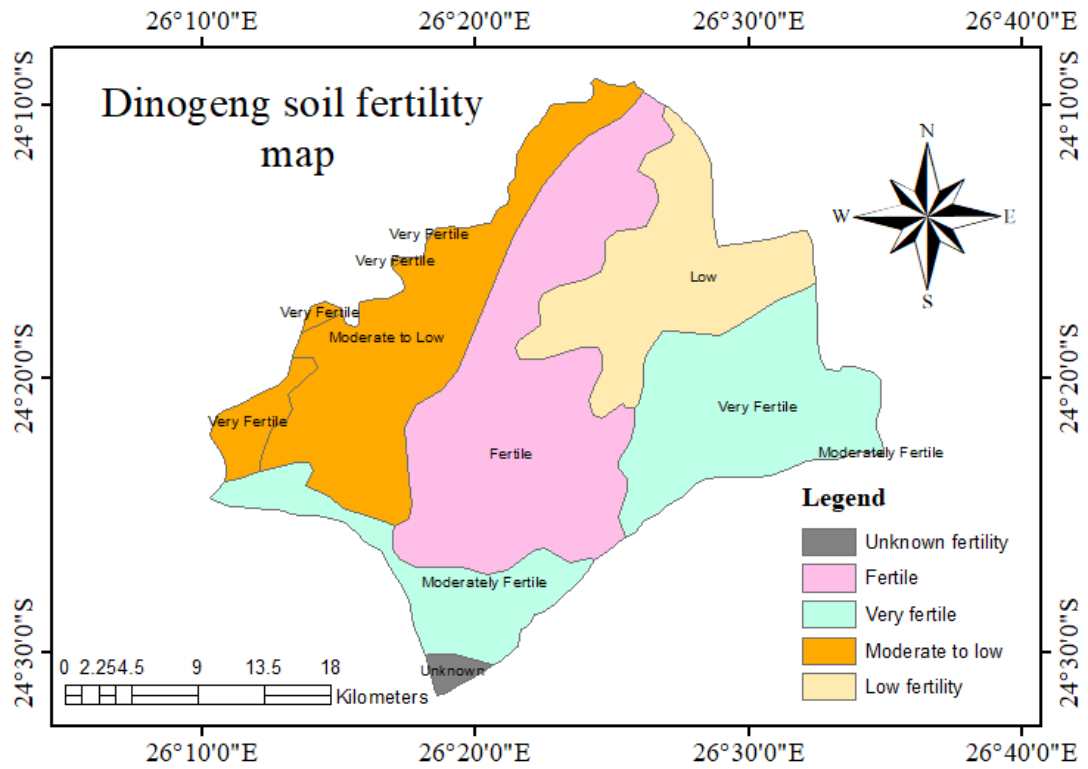 26°10'0"E 26°20'0"E 26°30'0"E 26°40'0"E
24°10'0"S
24°10'0"S
Dinogeng soil fertility
map
N
W E
S
Very Fertile
Very Fertile
Low
Very Fertile
Moderate to Low
24°20'0"S
24°20'0"S
Very Fertile
Very Fertile
Fertile
Moderately Fertile
Legend
Unknown fertility
Fertile
Very fertile
Moderate to low
Low fertility
Moderately Fertile
Unknown
24°30'0"S
24°30'0"S
0 2.25 4.5 9 13.5 18
Kilometers
26°10'0"E 26°20'0"E 26°30'0"E 26°40'0"E